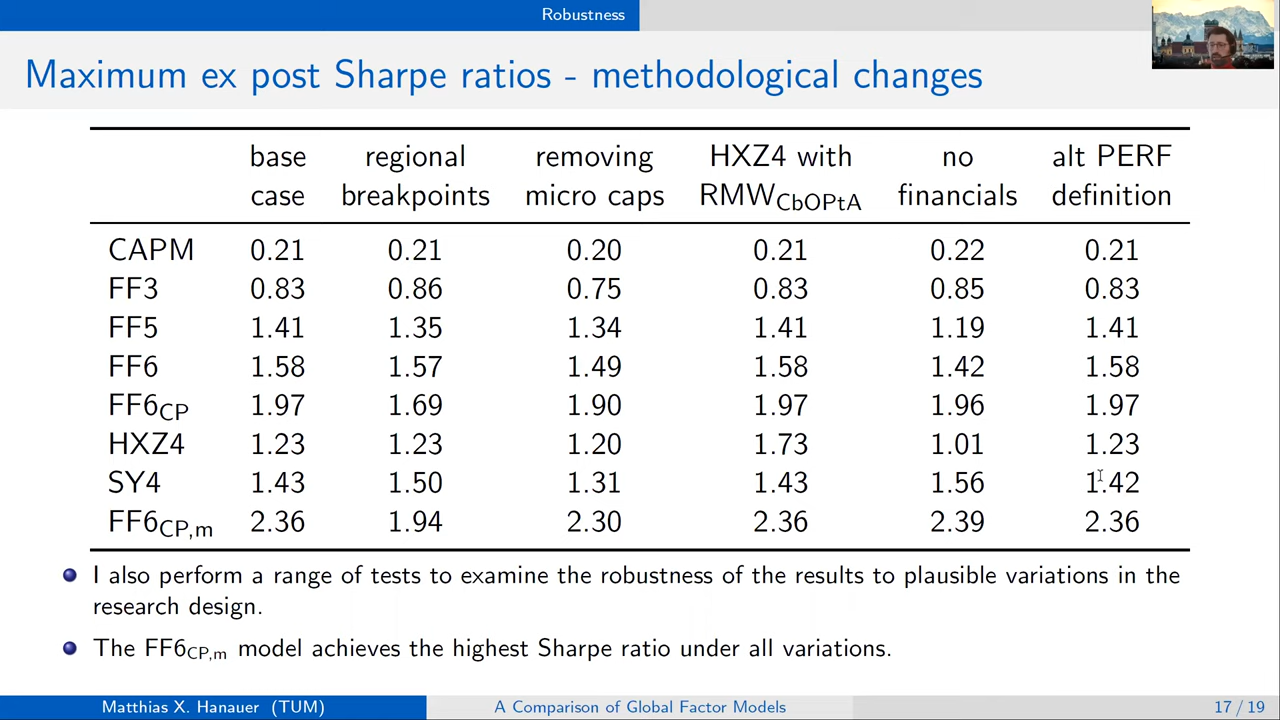 Robustness
Maximum ex post Sharpe ratios - methodological changes
base regional removing HXZ4 with no alt PERF
case breakpoints micro caps RMWCbOPtA financials definition
CAPM 0.21 0.21 0.20 0.21 0.22 0.21
FF3 0.83 0.86 0.75 0.83 0.85 0.83
FF5 1.41 1.35 1.34 1.41 1.19 1.41
FF6 1.58 1.57 1.49 1.58 1.42 1.58
FF6CP 1.97 1.69 1.90 1.97 1.96 1.97
HXZ4 1.23 1.23 1.20 1.73 1.01 1.23
SY4 1.43 1.50 1.31 1.43 1.56 1.42
FF6CP,m 2.36 1.94 2.30 2.36 2.39 2.36
I also perform a range of tests to examine the robustness of the results to plausible variations in the
research design.
The FF6CP,m model achieves the highest Sharpe ratio under all variations.
Matthias X. Hanauer (TUM) A Comparison of Global Factor Models 17 / 19